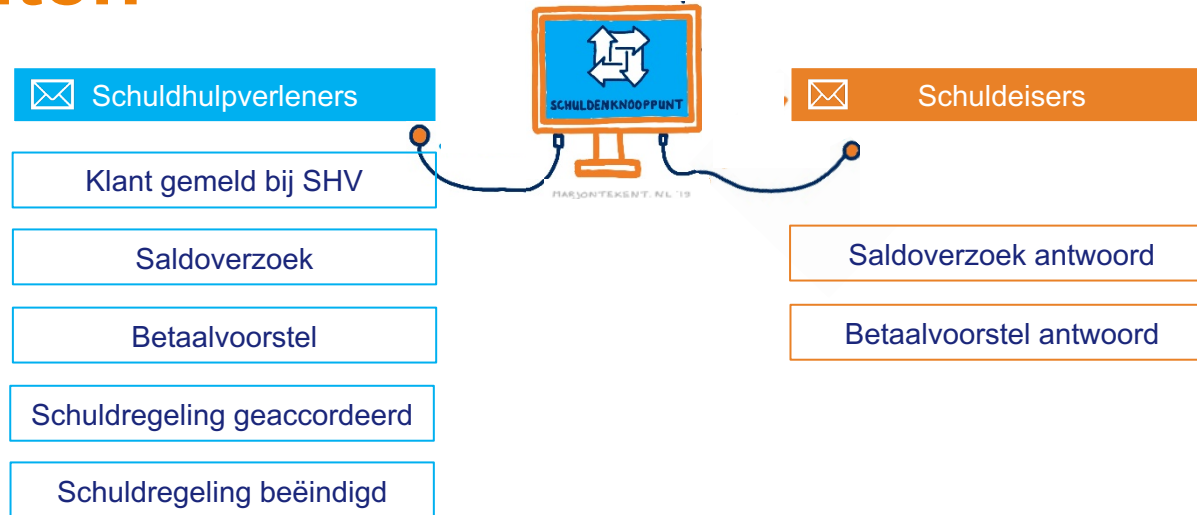 Schuldhulpverleners
SCHULDENKNOOPPUNT
Schuldeisers
MARJONTEKENT.NL '19
Klant gemeld bij SHV
Saldoverzoek
Betaalvoorstel
Schuldregeling geaccordeerd
Schuldregeling beëindigd
Saldoverzoek antwoord
Betaalvoorstel antwoord